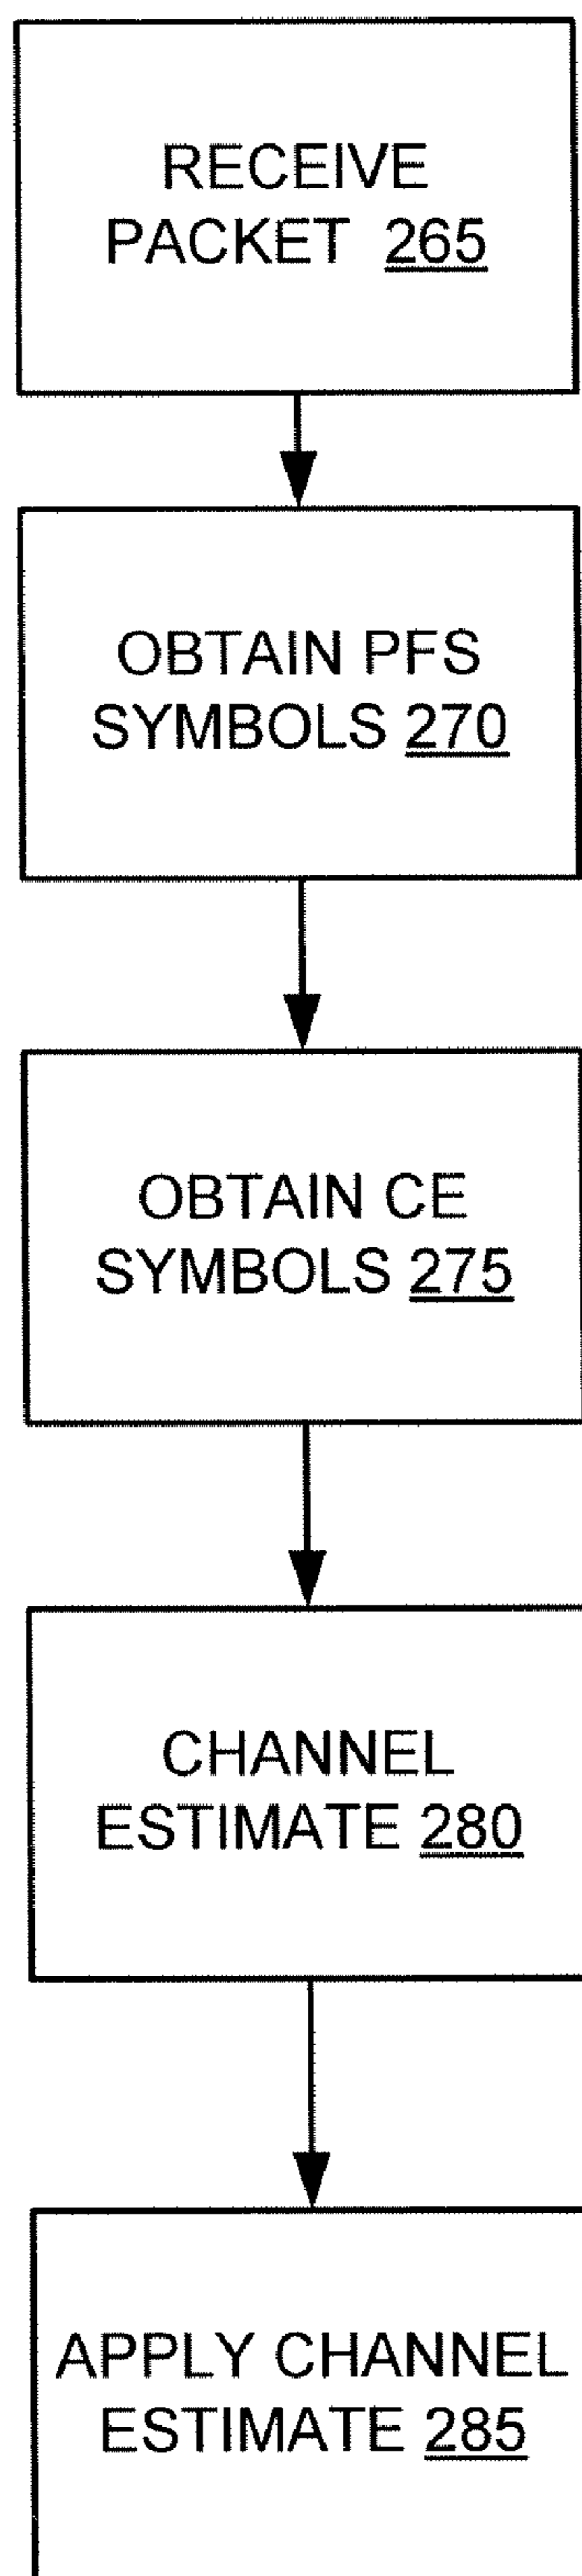 RECEIVE
PACKET 265
OBTAIN PFS
SYMBOLS 270
OBTAIN CE
SYMBOLS 275
CHANNEL
ESTIMATE 280
APPLY CHANNEL
ESTIMATE 285